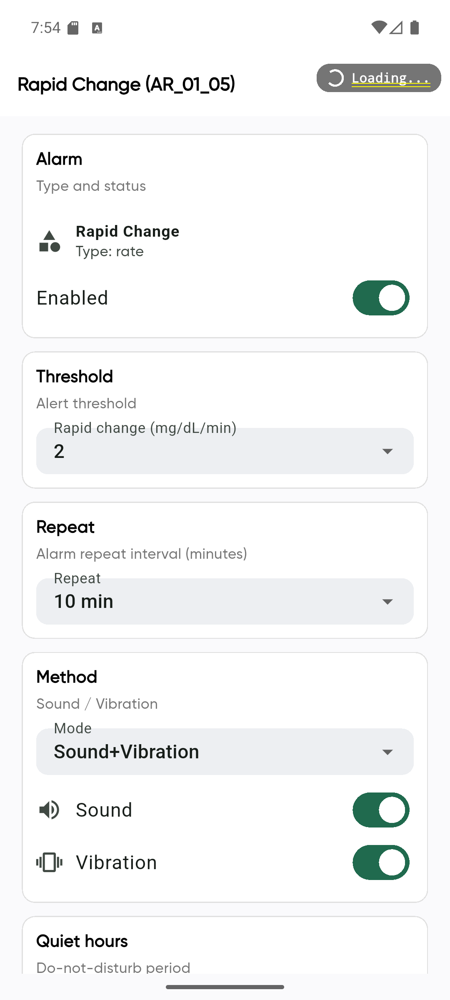 7:54
Rapid Change (AR_01_05)
Loading...
Alarm
Type and status
Rapid Change
Type: rate
Enabled
Threshold
Alert threshold
Rapid change (mg/dL/min)
2
Repeat
Alarm repeat interval (minutes)
Repeat
10 min
Method
Sound / Vibration
Mode
Sound+Vibration
Sound
Vibration
Quiet hours
Do-not-disturb period